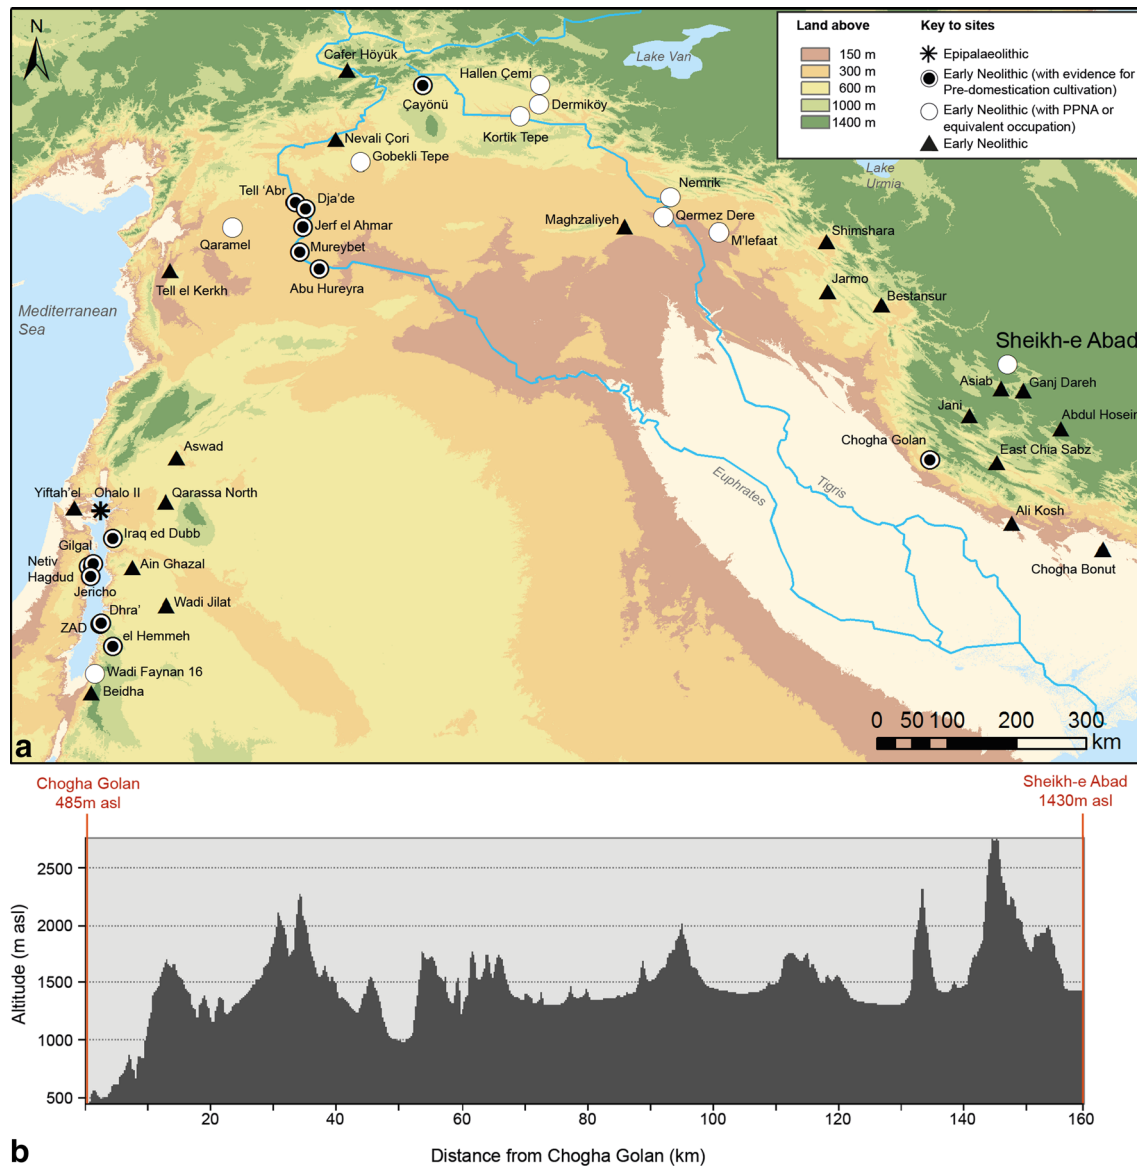 N
Land above
150 m
300 m
600 m
1000 m
1400 m
Key to sites
Epipalaeolithic
Early Neolithic (with evidence for
Pre-domestication cultivation)
Early Neolithic (with PPNA or
equivalent occupation)
Early Neolithic
Lake Van
Lake
Urmia
Cafer Höyük
Çayönü
Hallen Çemi
Dermiköy
Kortik Tepe
Nevali Çori
Gobekli Tepe
Tell ‘Abr
Dja’de
Jerf el Ahmar
Qaramel
Mureybet
Abu Hureyra
Tell el Kerkh
Nemrik
Maghzaliyeh
Qermez Dere
M’lefaat
Shimshara
Jarmo
Bestansur
Mediterranean
Sea
Sheikh-e Abad
Asiab
Ganj Dareh
Jani
Abdul Hosein
Chogha Golan
East Chia Sabz
Ali Kosh
Chogha Bonut
Euphrates
Tigris
Aswad
Yiftah’el
Ohalo II
Qarassa North
Iraq ed Dubb
Gilgal
Netiv
Hagdud
Ain Ghazal
Jericho
Wadi Jilat
Dhra’
ZAD
el Hemmeh
Wadi Faynan 16
Beidha
0 50 100 200 300
km
a
Chogha Golan
485m asl
Sheikh-e Abad
1430m asl
Altitude (m asl)
2500
2000
1500
1000
500
20 40 60 80 100 120 140 160
Distance from Chogha Golan (km)
b